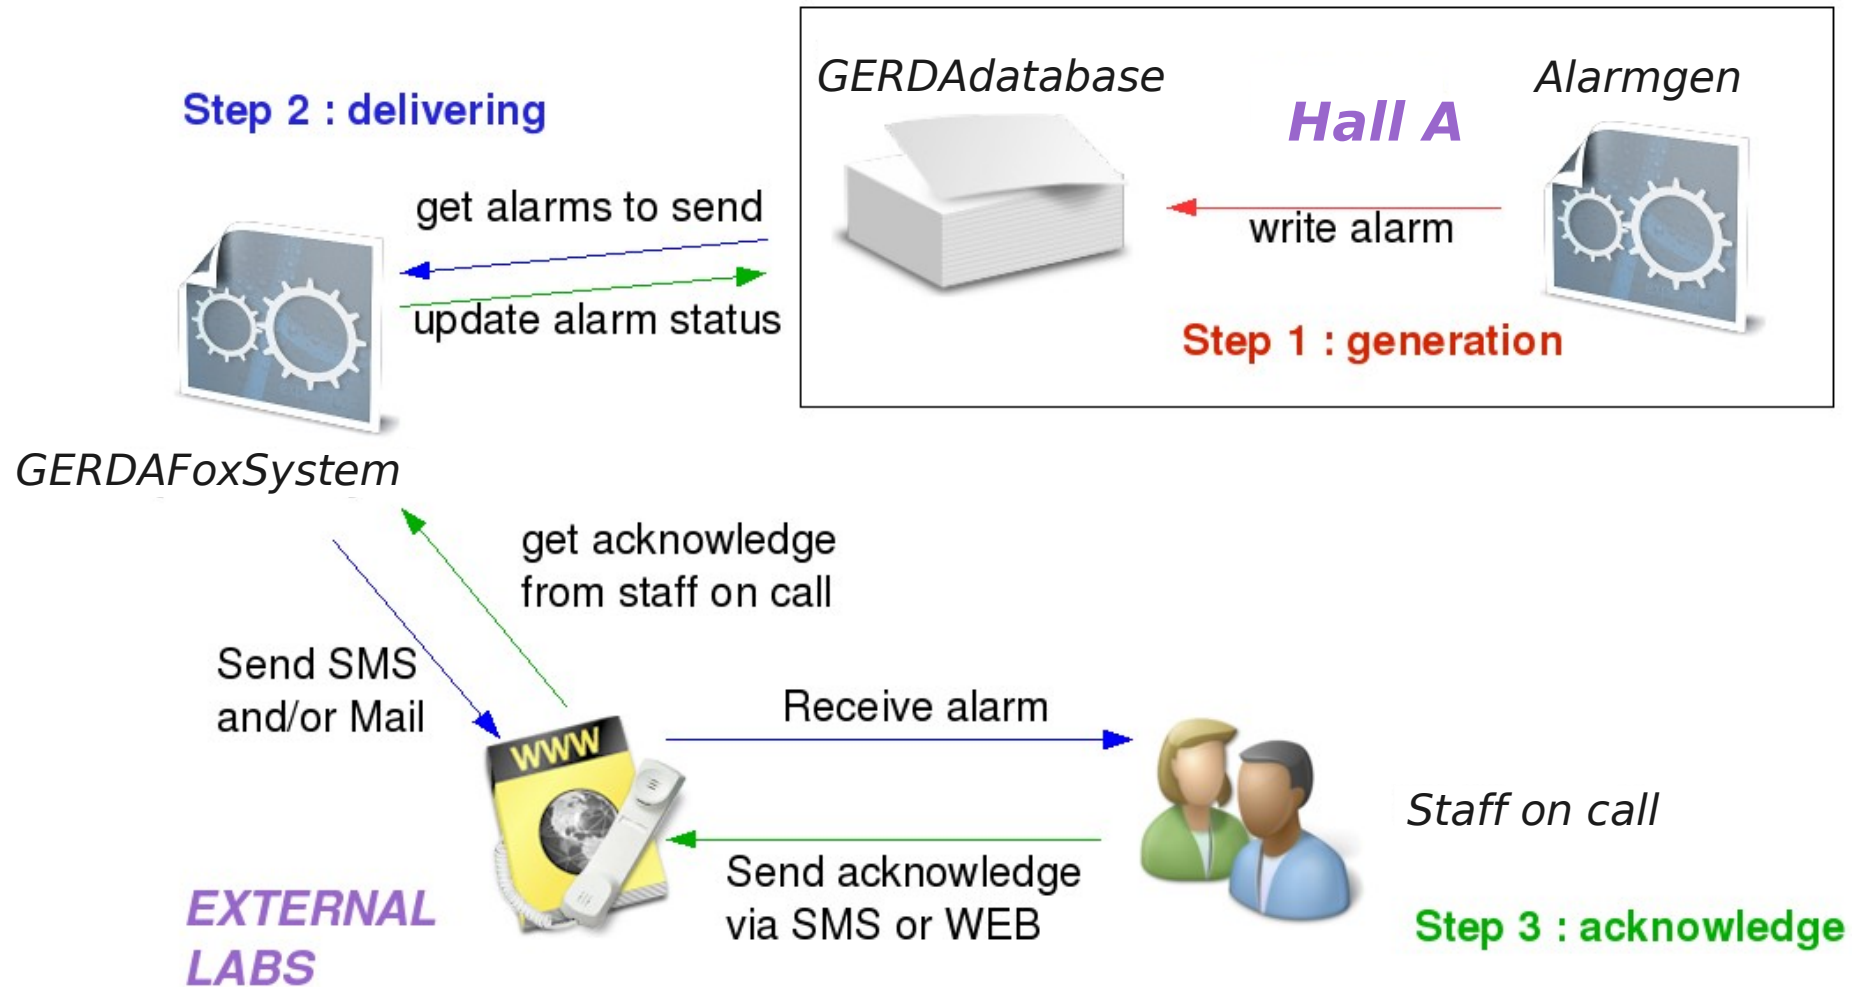 GERDAdatabase
Alarmgen
Hall A
write alarm
Step 1 : generation
Step 2 : delivering
get alarms to send
update alarm status
GERDAFoxSystem
get acknowledge
from staff on call
Send SMS
and/or Mail
WWW
Receive alarm
Send acknowledge
via SMS or WEB
Staff on call
Step 3 : acknowledge
EXTERNAL
LABS